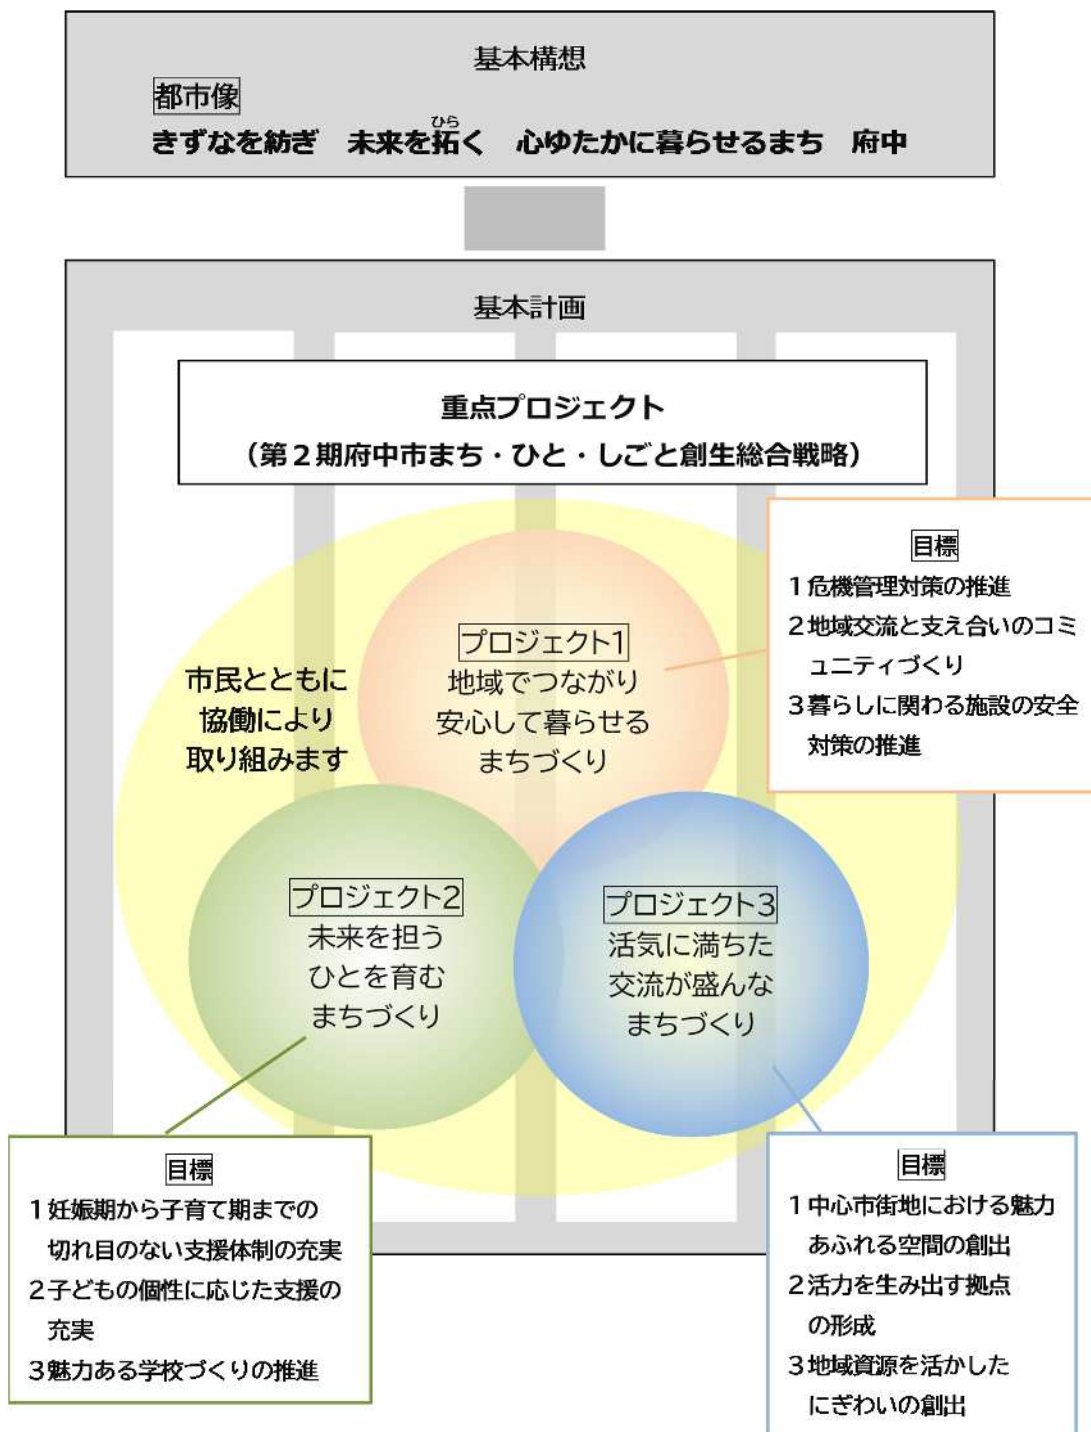 基本構想
都市像
ひら
きずなを紡ぎ　未来を拓く　心ゆたかに暮らせるまち　府中
基本計画
重点プロジェクト
（第２期府中市まち・ひと・しごと創生総合戦略）
市民とともに
協働により
取り組みます
プロジェクト1
地域でつながり
安心して暮らせる
まちづくり
目標
1 危機管理対策の推進
2 地域交流と支え合いのコミ
ュニティづくり
3 暮らしに関わる施設の安全
対策の推進
プロジェクト2
未来を担う
ひとを育む
まちづくり
目標
1 妊娠期から子育て期までの
切れ目のない支援体制の充実
2 子どもの個性に応じた支援の
充実
3 魅力ある学校づくりの推進
プロジェクト3
活気に満ちた
交流が盛んな
まちづくり
目標
1 中心市街地における魅力
あふれる空間の創出
2 活力を生み出す拠点
の形成
3 地域資源を活かした
にぎわいの創出